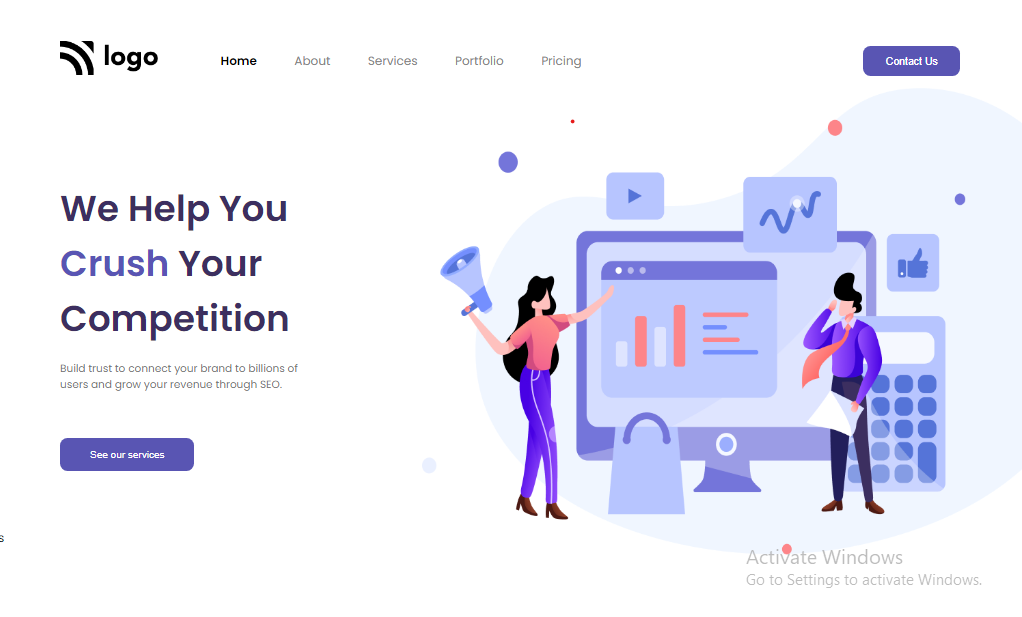 logo
Home About Services Portfolio Pricing
Contact Us
We Help You
Crush Your
Competition
Build trust to connect your brand to billions of
users and grow your revenue through SEO.
See our services
s
Activate Windows
Go to Settings to activate Windows.